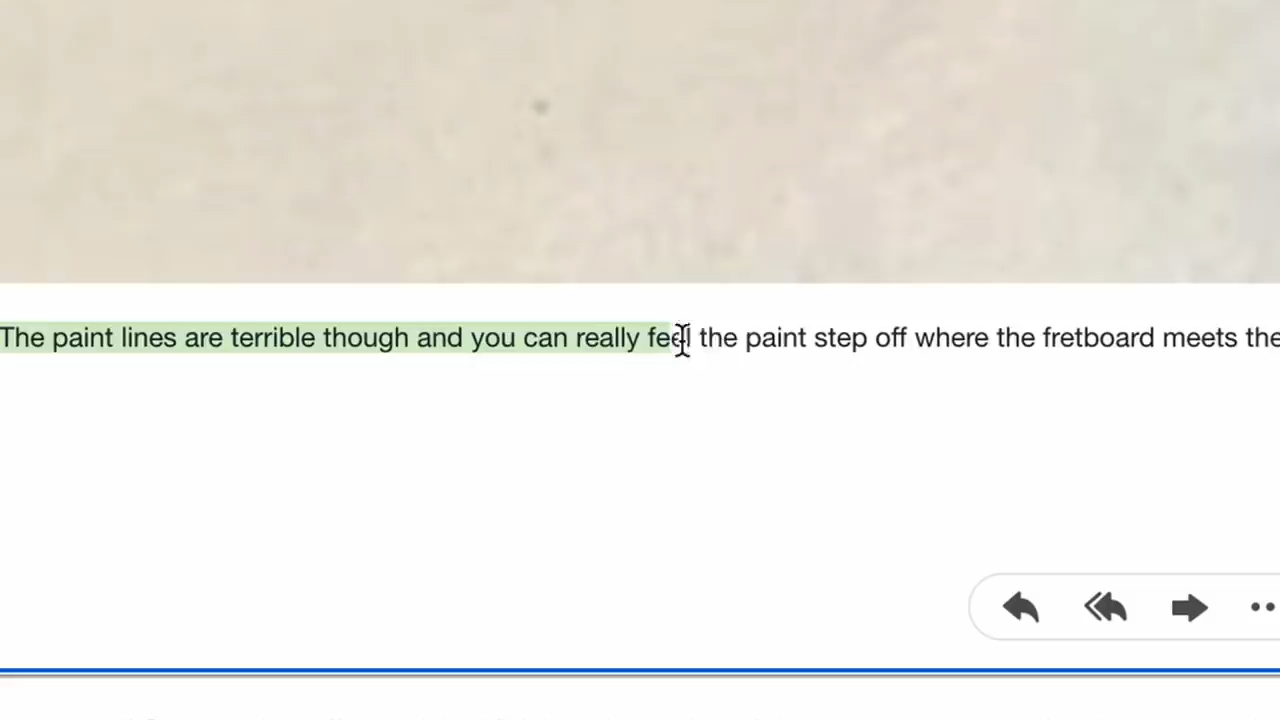 The paint lines are terrible though and you can really feel the paint step off where the fretboard meets the